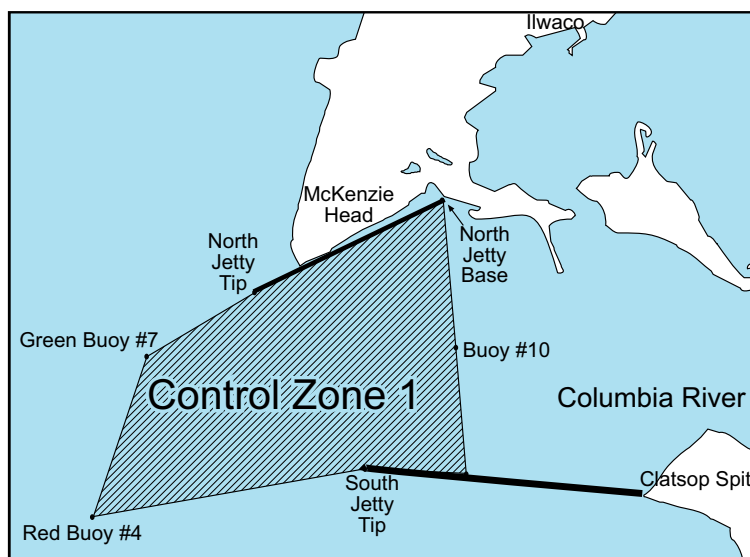 Ilwaco
McKenzie
Head
North
Jetty
Tip
North
Jetty
Base
Green Buoy #7
Buoy #10
Control Zone 1
Columbia River
South
Jetty
Tip
Clatsop Spit
Red Buoy #4